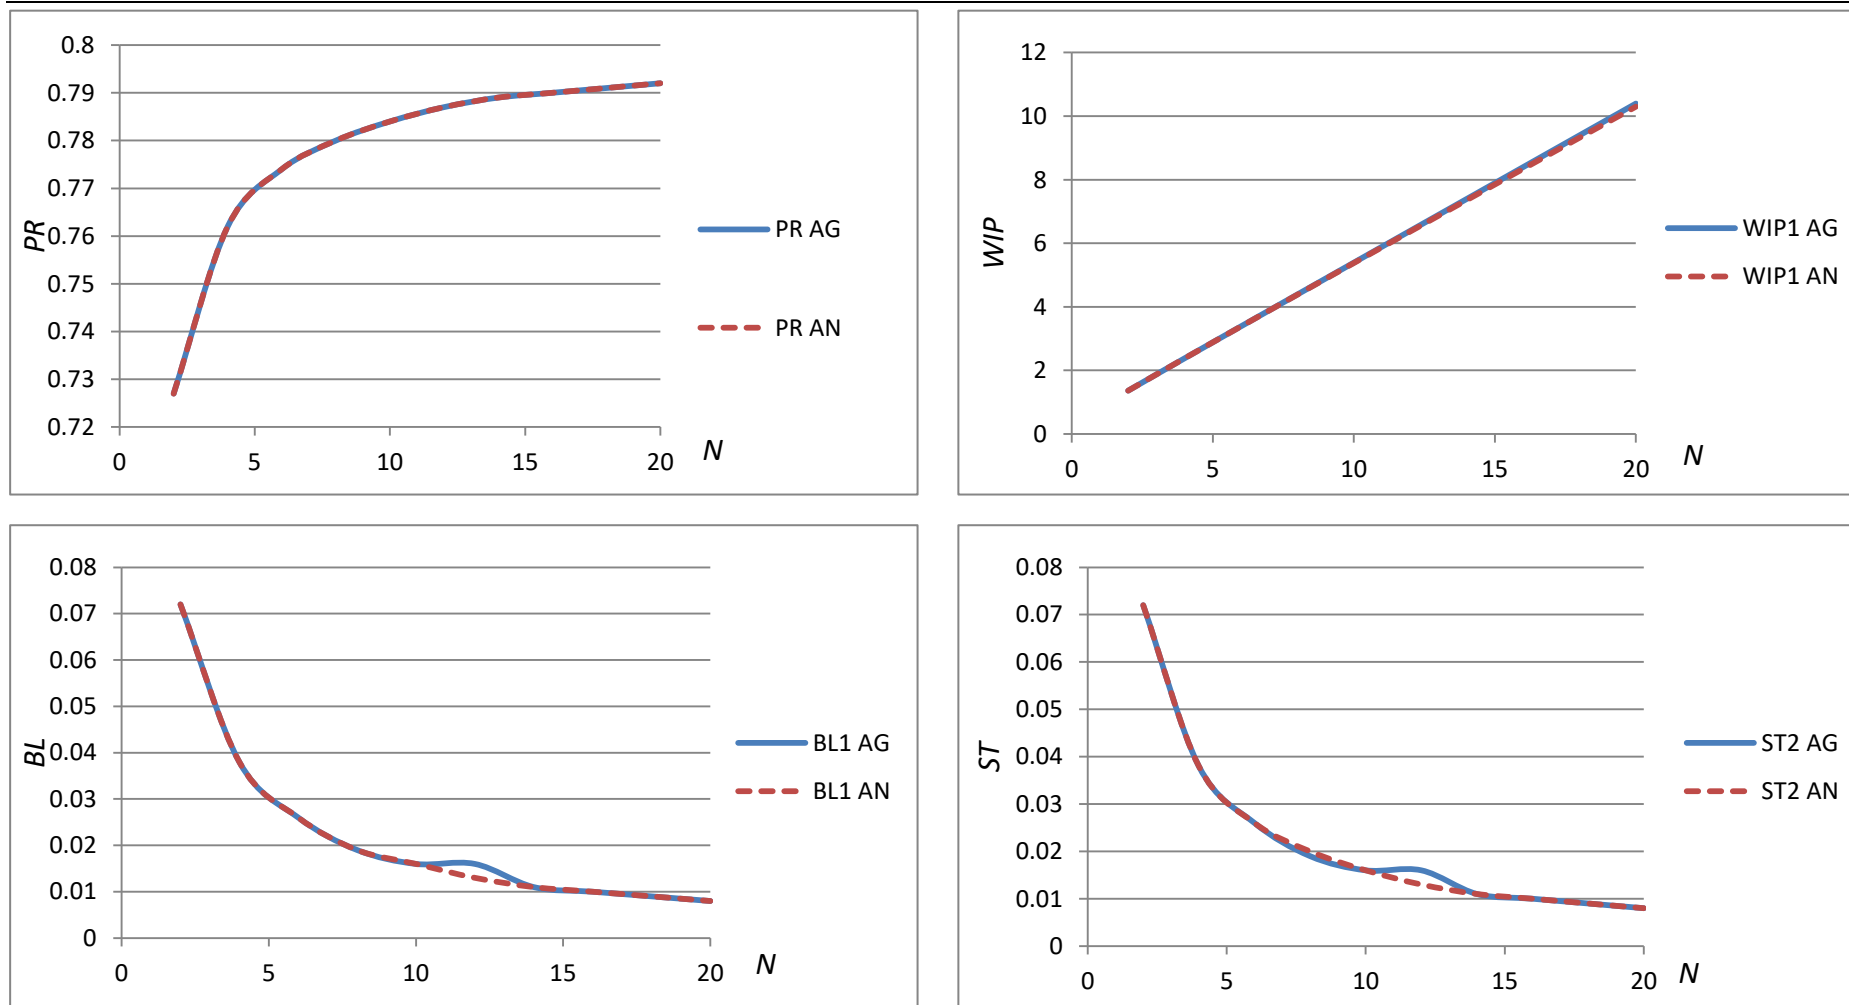 0.8
0.79
0.78
0.77
0.76
0.75
0.74
0.73
0.72
PR
0 5 10 15 20 N
PR AG
PR AN
12
10
8
6
4
2
0
WIP
0 5 10 15 20 N
WIP1 AG
WIP1 AN
0.08
0.07
0.06
0.05
0.04
0.03
0.02
0.01
0
BL
0 5 10 15 20 N
BL1 AG
BL1 AN
0.08
0.07
0.06
0.05
0.04
0.03
0.02
0.01
0
ST
0 5 10 15 20 N
ST2 AG
ST2 AN